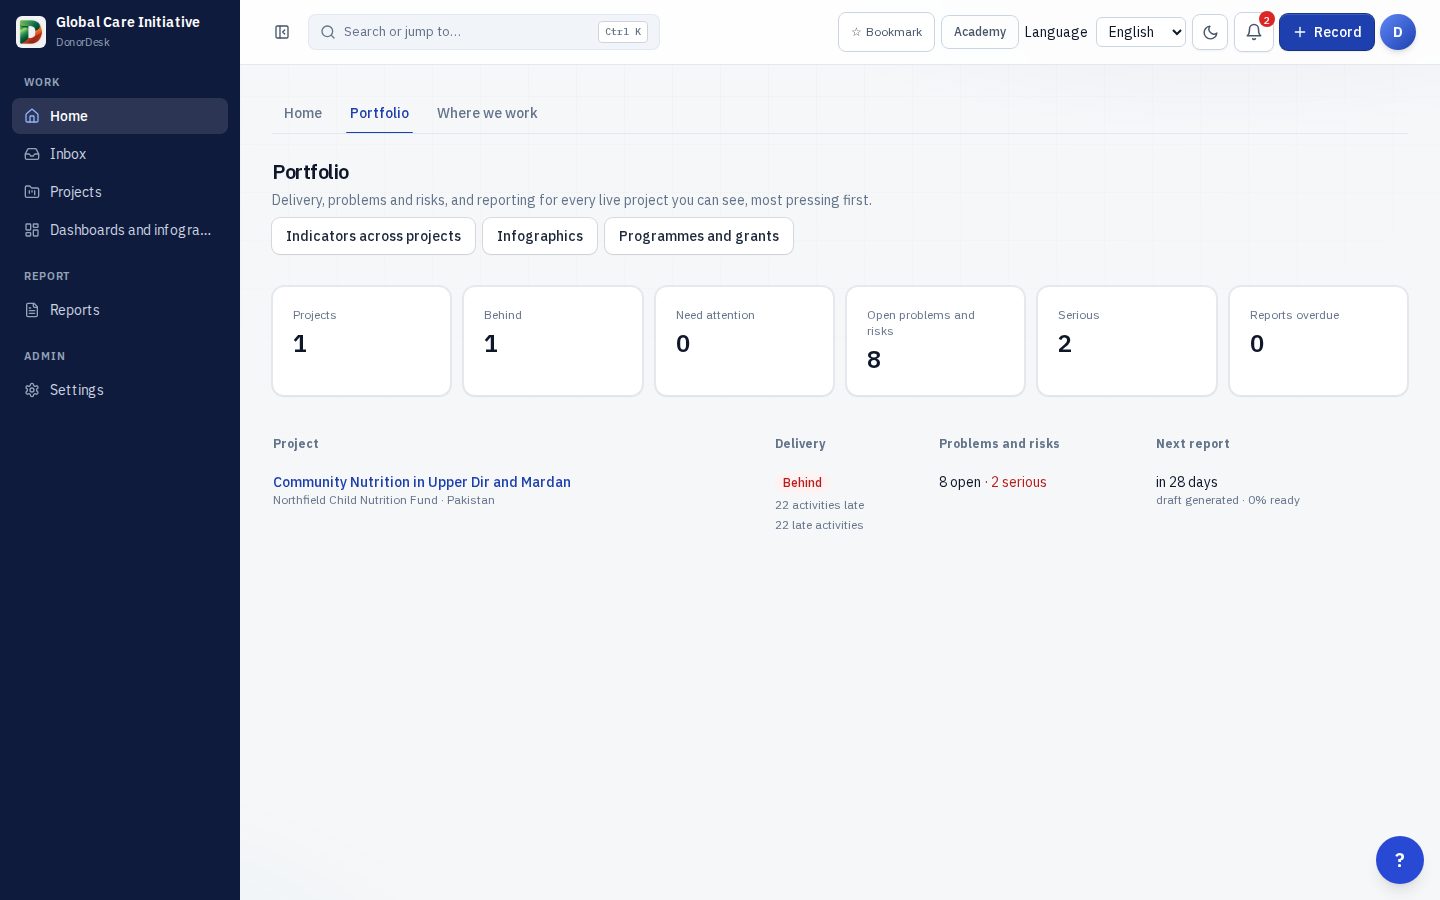 Global Care Initiative
DonorDesk
WORK
Home
Inbox
Projects
Dashboards and infogra...
REPORT
Reports
ADMIN
Settings
Search or jump to...
Ctrl K
☆ Bookmark
Academy
Language
English
2
+ Record
D
Home
Portfolio
Where we work
Portfolio
Delivery, problems and risks, and reporting for every live project you can see, most pressing first.
Indicators across projects
Infographics
Programmes and grants
Projects
1
Behind
1
Need attention
0
Open problems and
risks
8
Serious
2
Reports overdue
0
Project
Delivery
Problems and risks
Next report
Community Nutrition in Upper Dir and Mardan
Northfield Child Nutrition Fund · Pakistan
Behind
22 activities late
22 late activities
8 open · 2 serious
in 28 days
draft generated · 0% ready
?